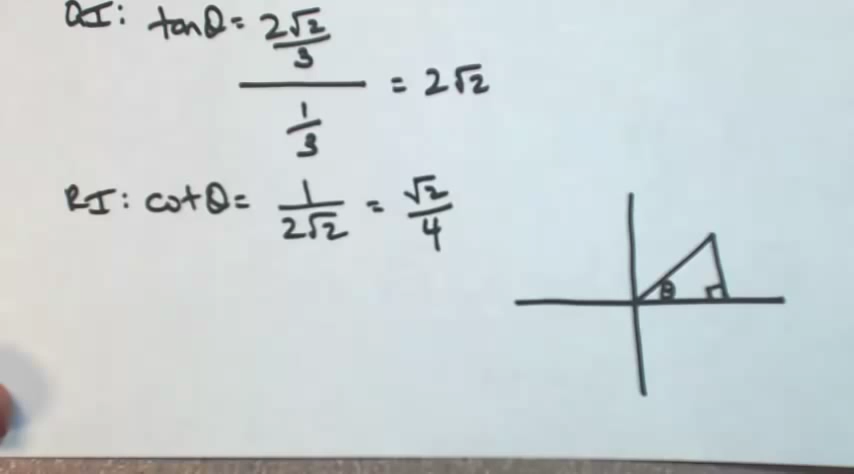 QI: tanθ = (2√2/3)/(1/3) = 2√2
RI: cotθ = 1/(2√2) = √2/4
θ